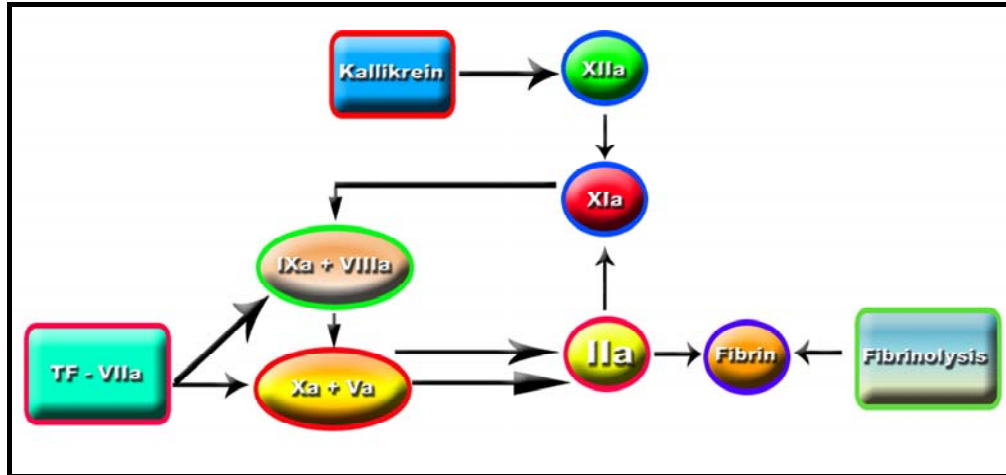 Kallikrein
XIIa
XIa
IXa + VIIIa
TF - VIIa
Xa + Va
IIa
Fibrin
Fibrinolysis